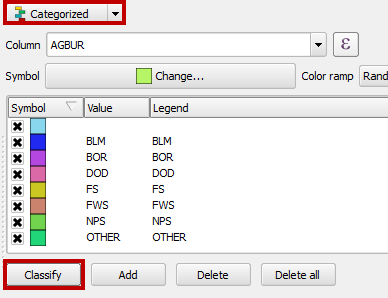 Categorized
Column AGBUR ε
Symbol Change... Color ramp Rand
Symbol Value Legend
BLM BLM
BOR BOR
DOD DOD
FS FS
FWS FWS
NPS NPS
OTHER OTHER
Classify Add Delete Delete all